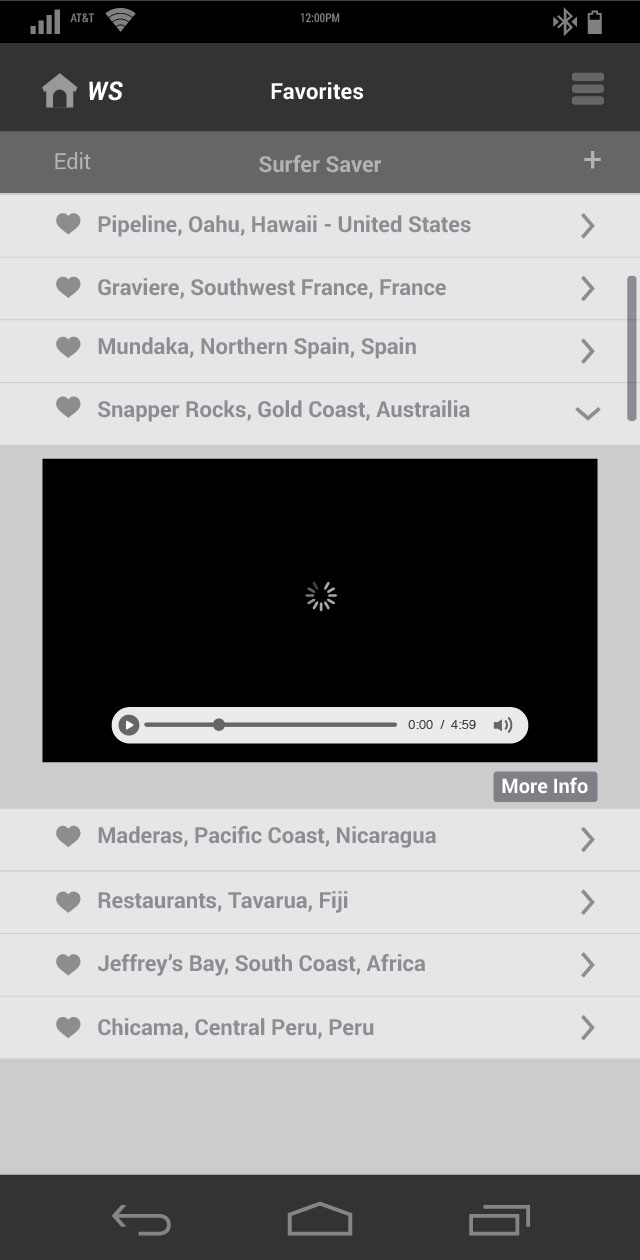 AT&T 12:00PM
WS Favorites
Edit Surfer Saver +
Pipeline, Oahu, Hawaii - United States
Graviere, Southwest France, France
Mundaka, Northern Spain, Spain
Snapper Rocks, Gold Coast, Austrailia
0:00 / 4:59
More Info
Maderas, Pacific Coast, Nicaragua
Restaurants, Tavarua, Fiji
Jeffrey’s Bay, South Coast, Africa
Chicama, Central Peru, Peru